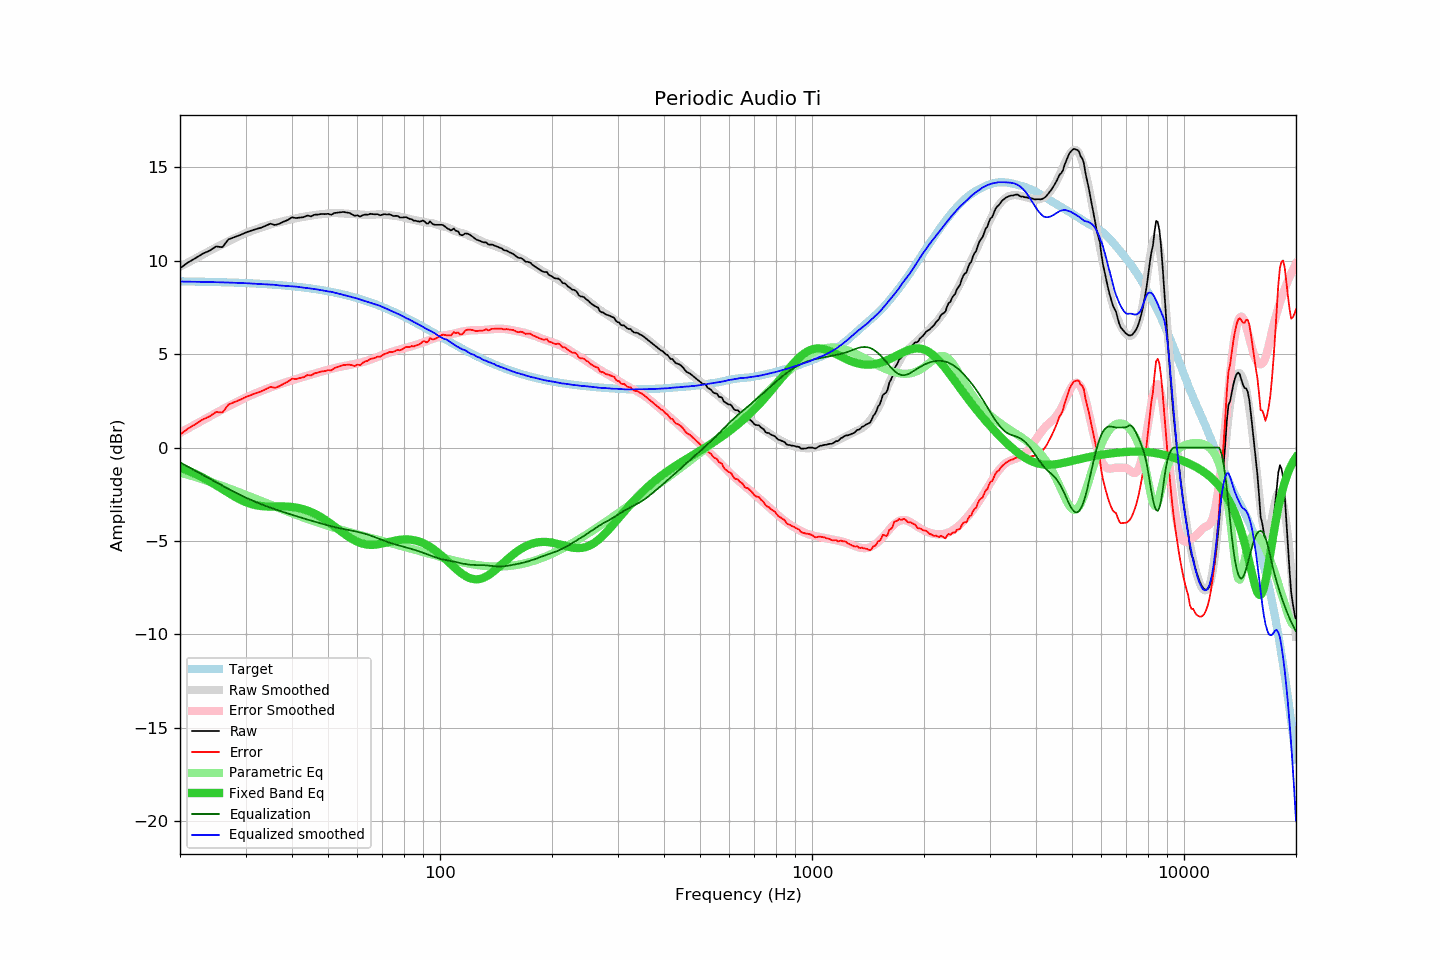 Periodic Audio Ti
Amplitude (dBr)
15
10
5
0
−5
−10
−15
−20
Target
Raw Smoothed
Error Smoothed
Raw
Error
Parametric Eq
Fixed Band Eq
Equalization
Equalized smoothed
100
1000
10000
Frequency (Hz)